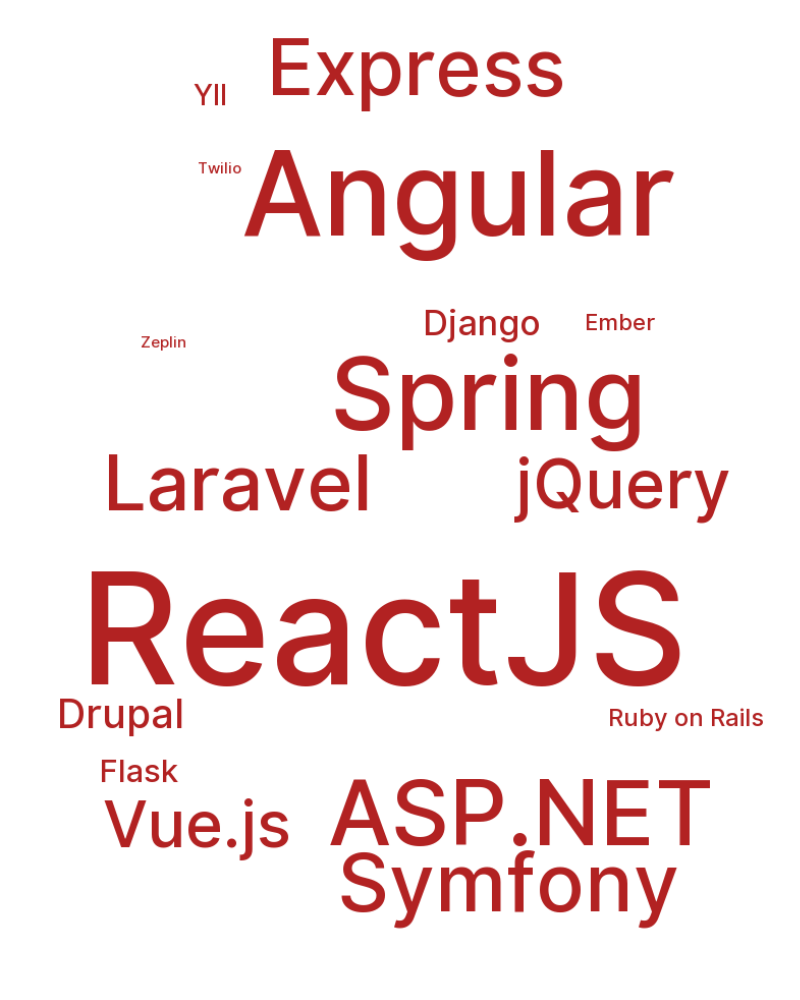 Express
YII
Twilio
Angular
Django
Ember
Zeplin
Spring
Laravel
jQuery
ReactJS
Drupal
Ruby on Rails
Flask
Vue.js
ASP.NET
Symfony